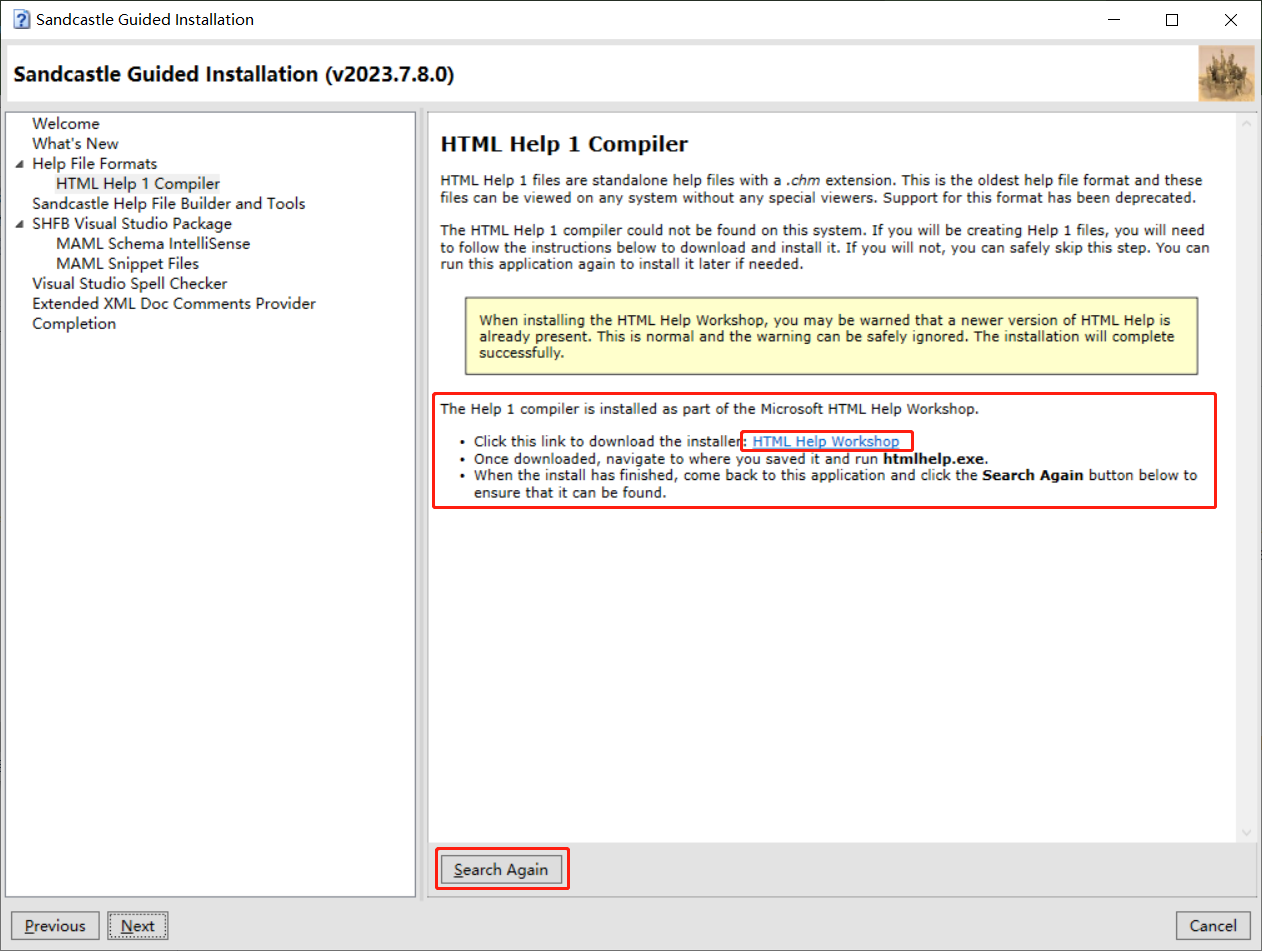 Sandcastle Guided Installation
Sandcastle Guided Installation (v2023.7.8.0)
Welcome
What's New
Help File Formats
HTML Help 1 Compiler
Sandcastle Help File Builder and Tools
SHFB Visual Studio Package
MAML Schema IntelliSense
MAML Snippet Files
Visual Studio Spell Checker
Extended XML Doc Comments Provider
Completion
HTML Help 1 Compiler
HTML Help 1 files are standalone help files with a .chm extension. This is the oldest help file format and these
files can be viewed on any system without any special viewers. Support for this format has been deprecated.
The HTML Help 1 compiler could not be found on this system. If you will be creating Help 1 files, you will need
to follow the instructions below to download and install it. If you will not, you can safely skip this step. You can
run this application again to install it later if needed.
When installing the HTML Help Workshop, you may be warned that a newer version of HTML Help is
already present. This is normal and the warning can be safely ignored. The installation will complete
successfully.
The Help 1 compiler is installed as part of the Microsoft HTML Help Workshop.
• Click this link to download the installer: HTML Help Workshop
• Once downloaded, navigate to where you saved it and run htmlhelp.exe.
• When the install has finished, come back to this application and click the Search Again button below to
ensure that it can be found.
Search Again
Previous
Next
Cancel